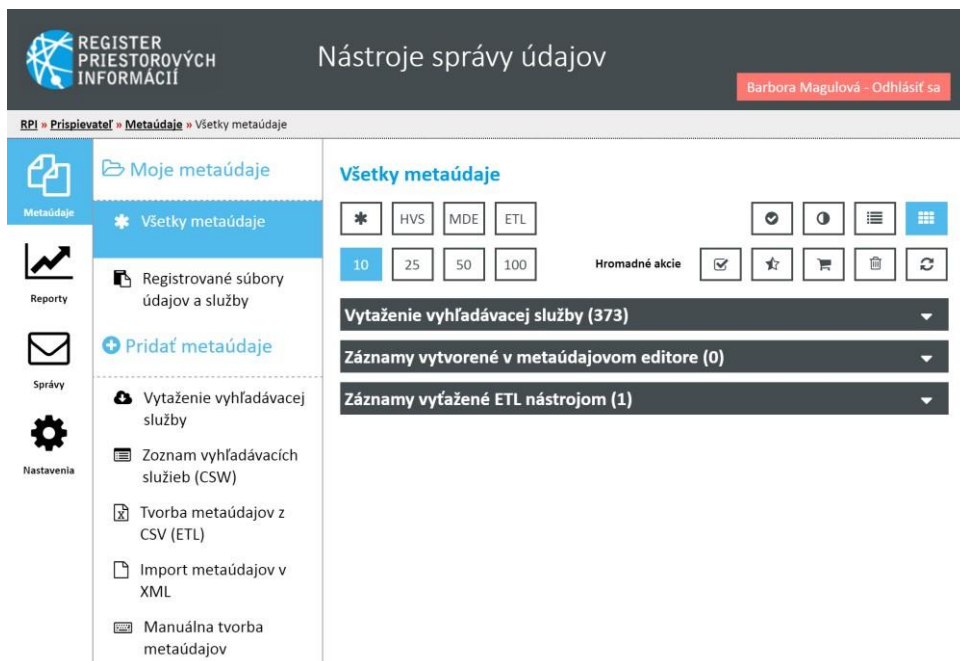 REGISTER
PRIESTOROVÝCH
INFORMÁCIÍ
Nástroje správy údajov
Barbora Magulová - Odhlásiť sa
RPI » Prispievateľ » Metaúdaje » Všetky metaúdaje
Metaúdaje
Reporty
Správy
Nastavenia
Moje metaúdaje
Všetky metaúdaje
Registrované súbory
údajov a služby
Pridať metaúdaje
Vytaženie vyhľadávacej
služby
Zoznam vyhľadávacích
služieb (CSW)
Tvorba metaúdajov z
CSV (ETL)
Import metaúdajov v
XML
Manuálna tvorba
metaúdajov
Všetky metaúdaje
HVS MDE ETL
10 25 50 100 Hromadné akcie
Vytaženie vyhľadávacej služby (373)
Záznamy vytvorené v metaúdajovom editore (0)
Záznamy vyťažené ETL nástrojom (1)